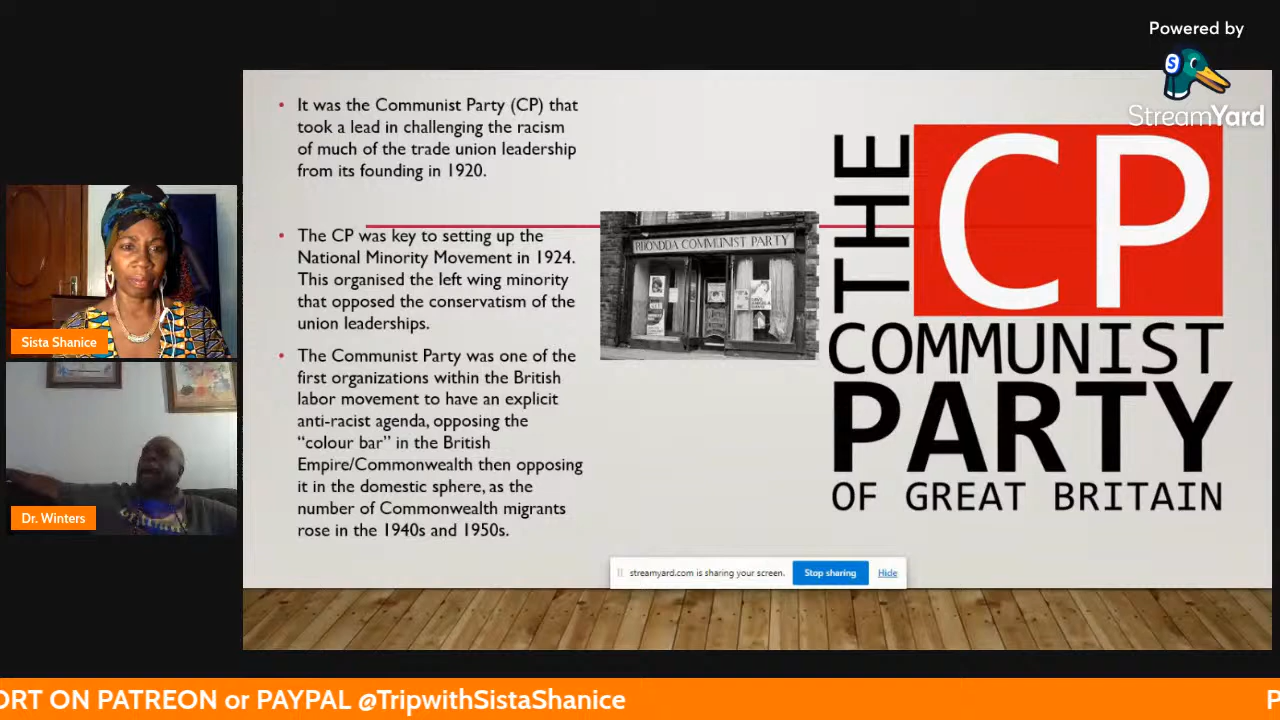 Powered by
S
StreamYard
• It was the Communist Party (CP) that
took a lead in challenging the racism
of much of the trade union leadership
from its founding in 1920.
• The CP was key to setting up the
National Minority Movement in 1924.
This organised the left wing minority
that opposed the conservatism of the
union leaderships.
• The Communist Party was one of the
first organizations within the British
labor movement to have an explicit
anti-racist agenda, opposing the
“colour bar” in the British
Empire/Commonwealth then opposing
it in the domestic sphere, as the
number of Commonwealth migrants
rose in the 1940s and 1950s.
RHONDDA COMMUNIST PARTY
THE
CP
COMMUNIST
PARTY
OF GREAT BRITAIN
Sista Shanice
Dr. Winters
streamyard.com is sharing your screen.
Stop sharing
Hide
ORT ON PATREON or PAYPAL @TripwithSistaShanice
P